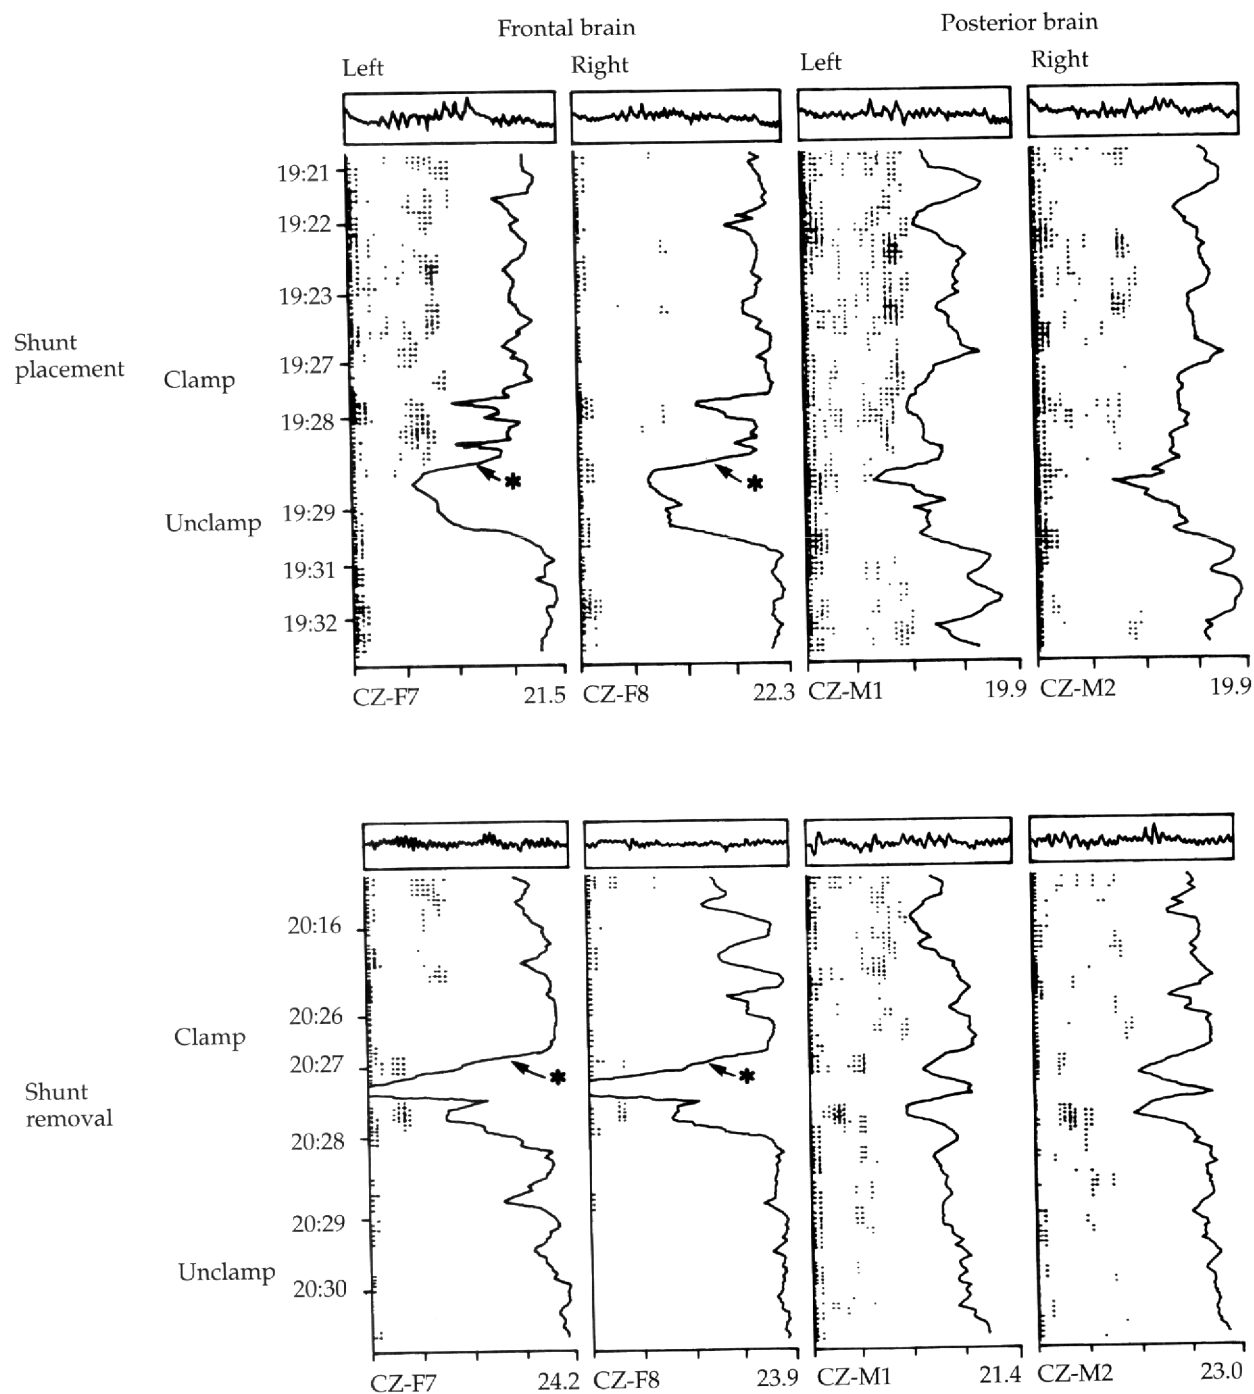 Frontal brain
Posterior brain
Left
Right
Left
Right
19:21
19:22
19:23
Shunt
placement
19:27
Clamp
19:28
*
*
Unclamp
19:29
19:31
19:32
CZ-F7
21.5
CZ-F8
22.3
CZ-M1
19.9
CZ-M2
19.9
20:16
20:26
Clamp
20:27
*
*
Shunt
removal
20:28
20:29
Unclamp
20:30
CZ-F7
24.2
CZ-F8
23.9
CZ-M1
21.4
CZ-M2
23.0